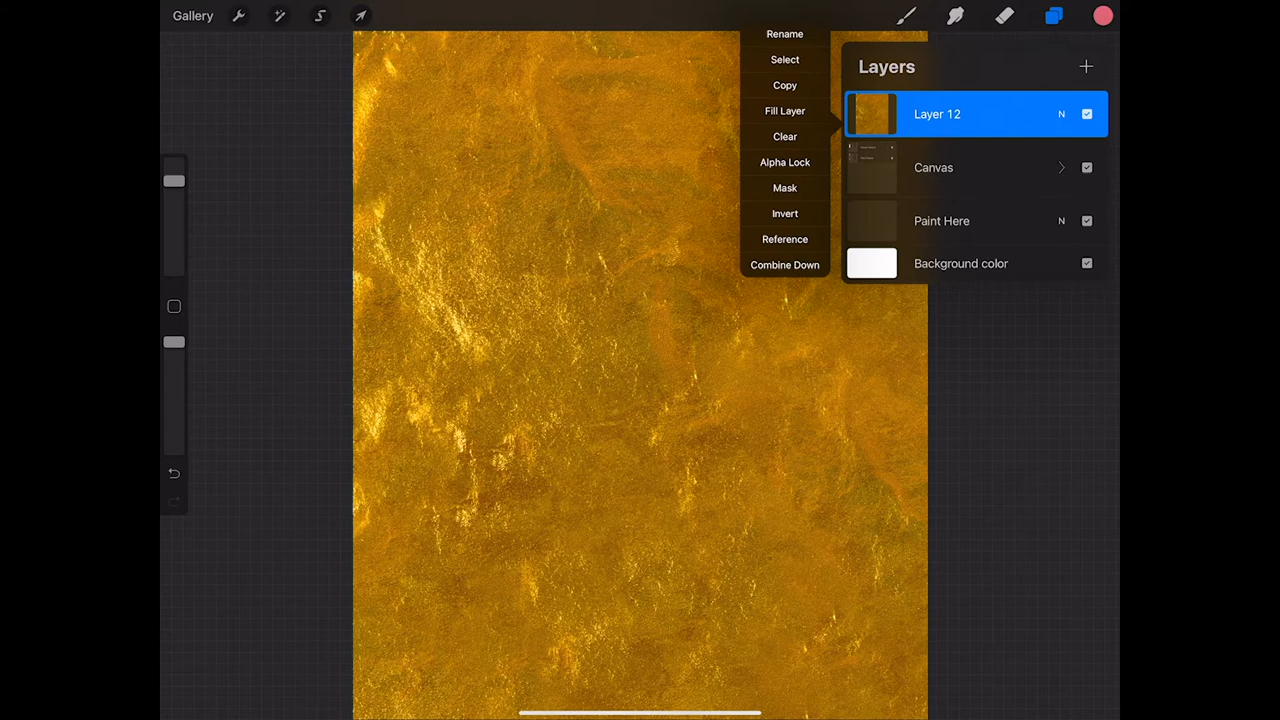 Gallery
Rename
Select
Copy
Fill Layer
Clear
Alpha Lock
Mask
Invert
Reference
Combine Down
Layers
Layer 12
N
Canvas
Paint Here
N
Background color